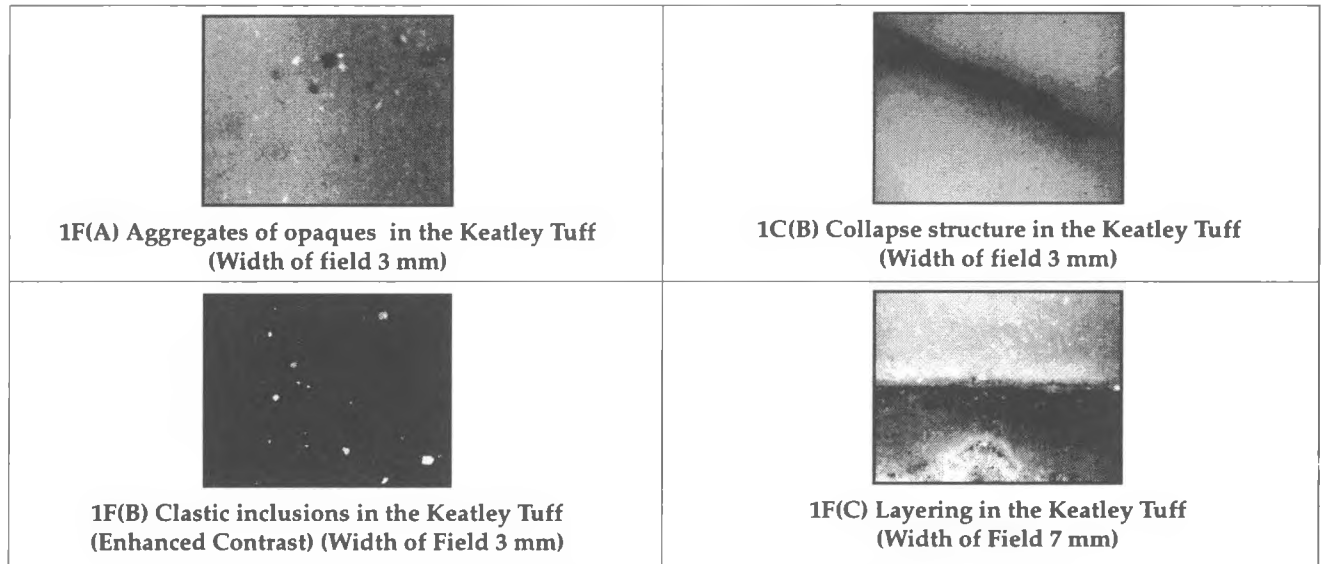 1F(A) Aggregates of opaques in the Keatley Tuff
(Width of field 3 mm)
1C(B) Collapse structure in the Keatley Tuff
(Width of field 3 mm)
1F(B) Clastic inclusions in the Keatley Tuff
(Enhanced Contrast) (Width of Field 3 mm)
1F(C) Layering in the Keatley Tuff
(Width of Field 7 mm)